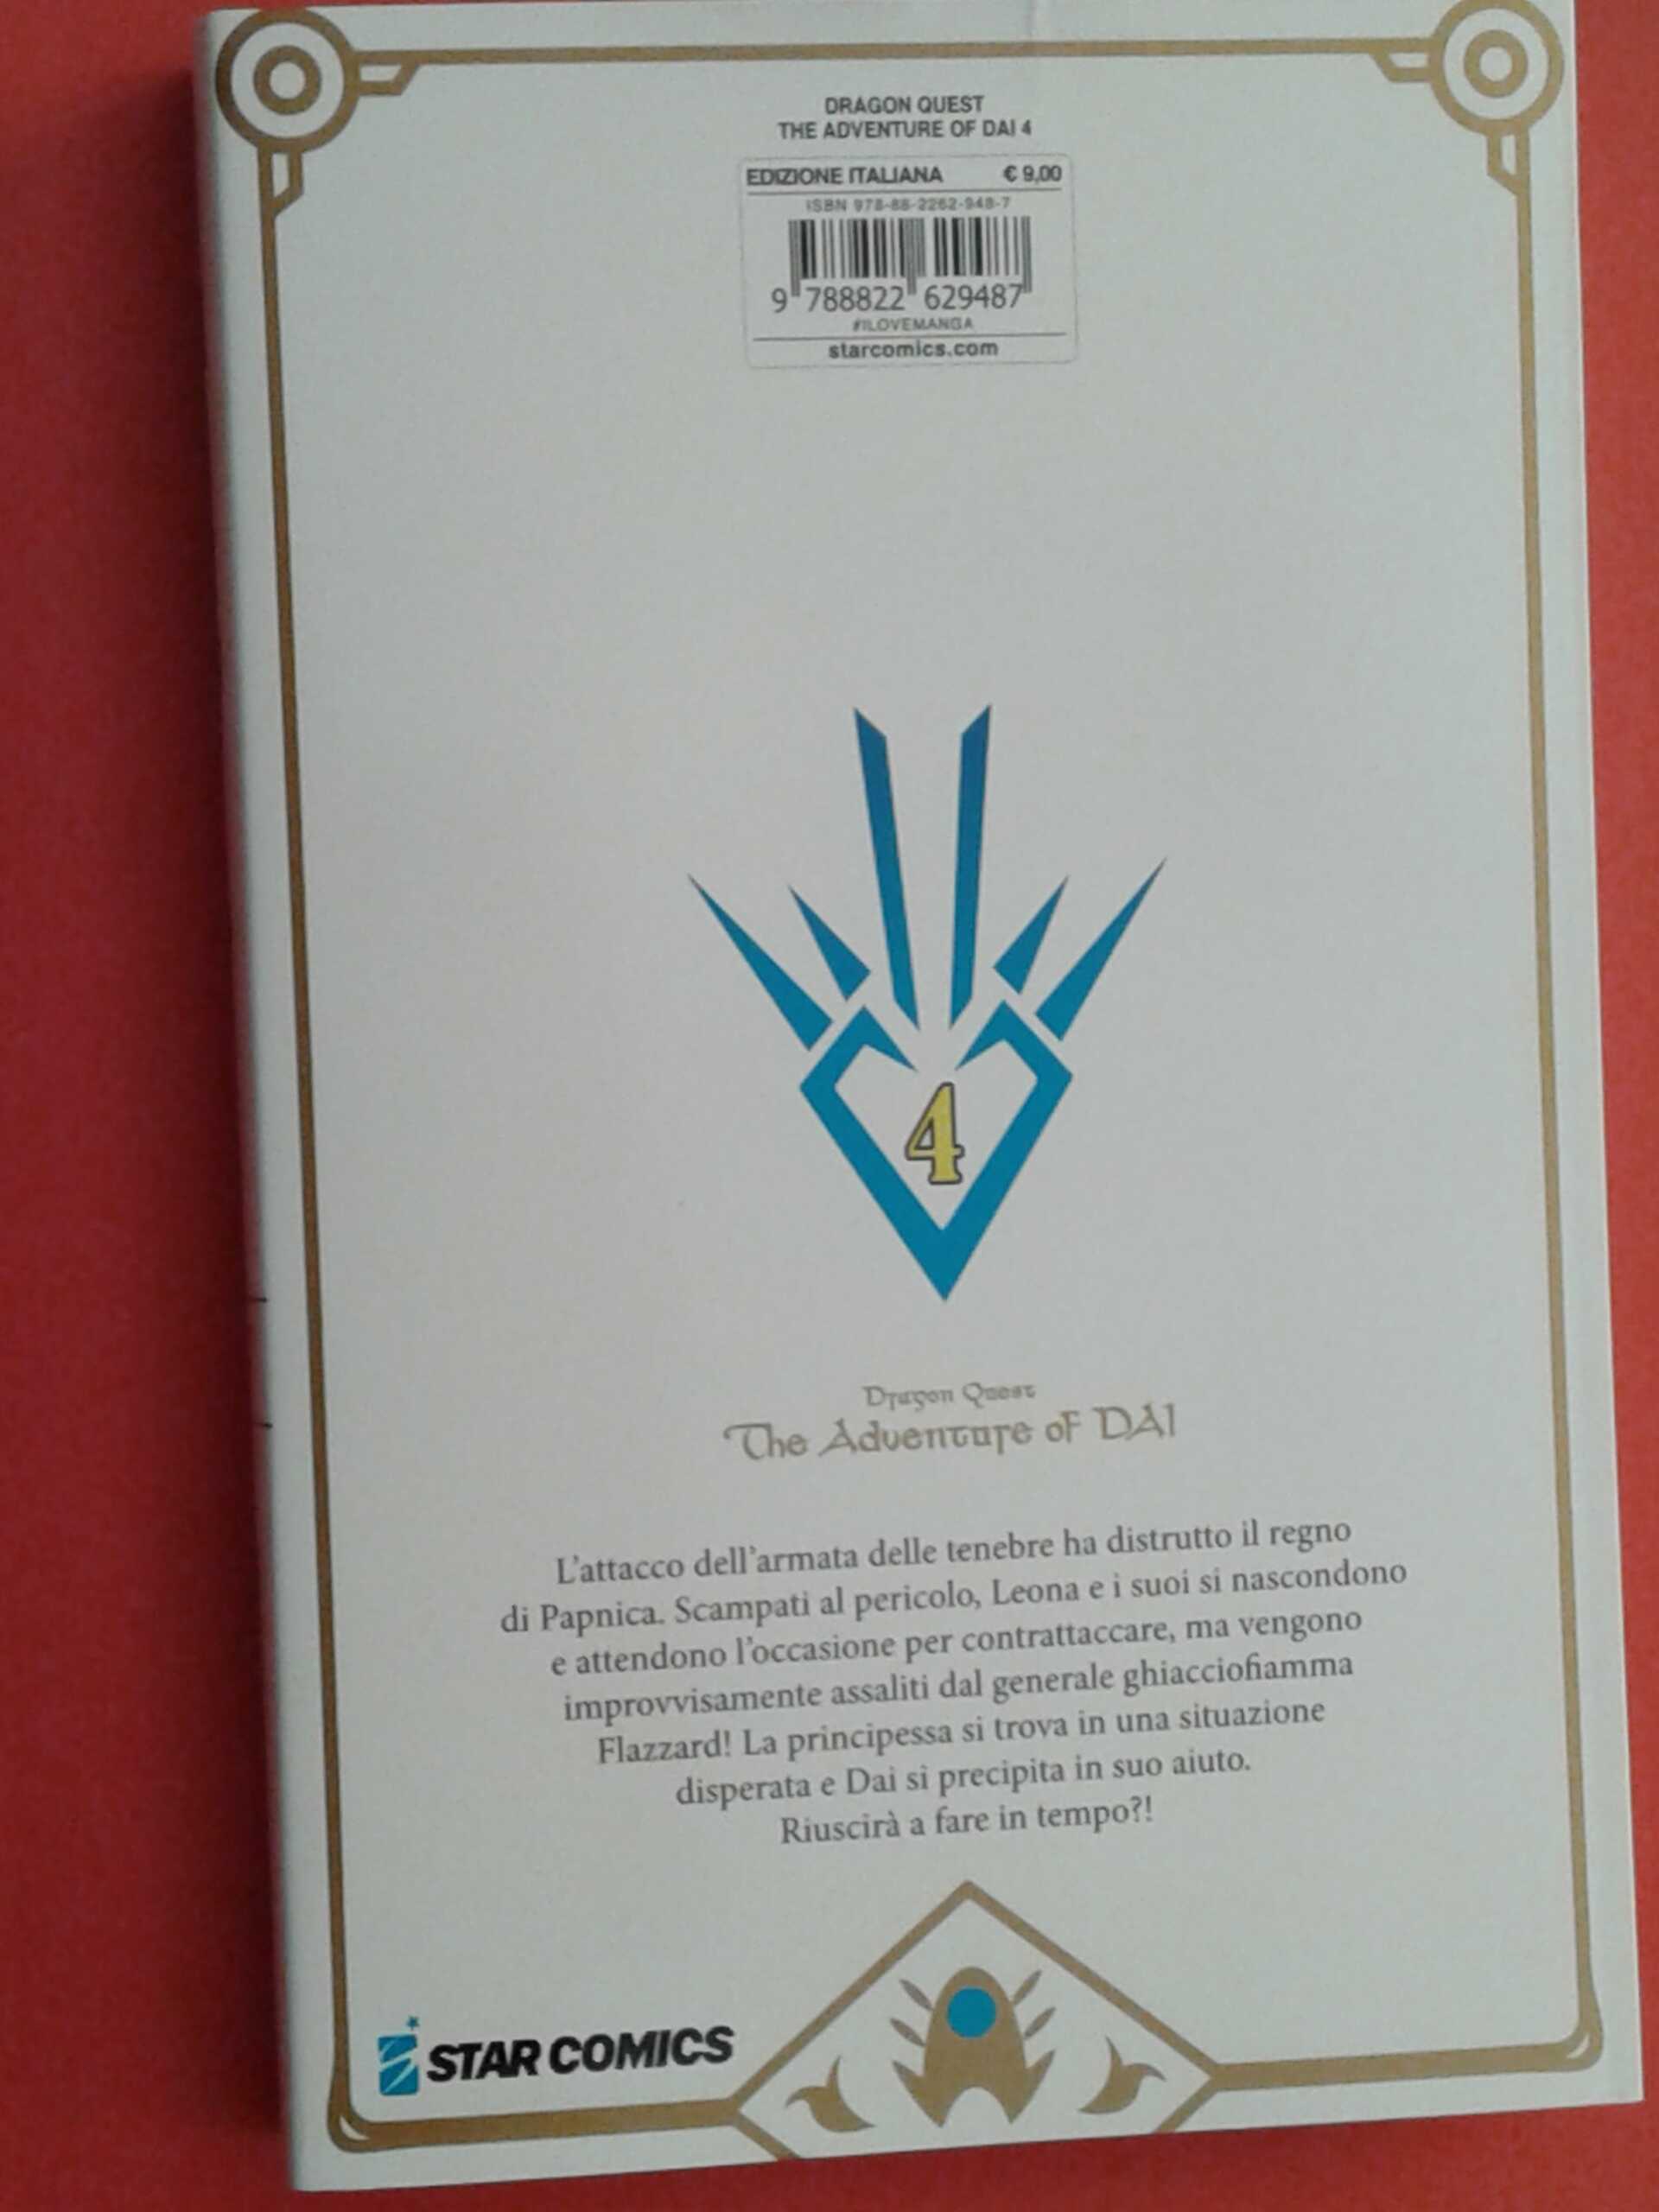 DRAGON QUEST
THE ADVENTURE OF DAI 4
EDIZIONE ITALIANA € 9,00
ISBN 978-88-2262-948-7
9 788822 629487
#ILOVEMANGA
starcomics.com
4
Dragon Quest
The Adventure of DAI
L'attacco dell'armata delle tenebre ha distrutto il regno
di Papnica. Scampati al pericolo, Leona e i suoi si nascondono
e attendono l'occasione per contrattaccare, ma vengono
improvvisamente assaliti dal generale ghiacciofiamma
Flazzard! La principessa si trova in una situazione
disperata e Dai si precipita in suo aiuto.
Riuscirà a fare in tempo?!
STAR COMICS